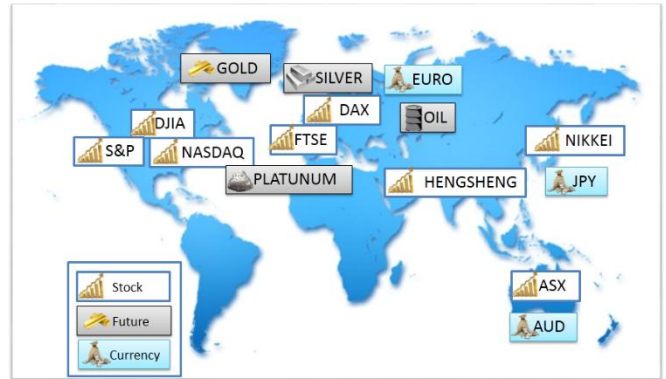 GOLD
SILVER
EURO
DAX
OIL
DJIA
FTSE
NIKKEI
S&P
NASDAQ
PLATUNUM
HENGSHENG
JPY
Stock
ASX
Future
AUD
Currency